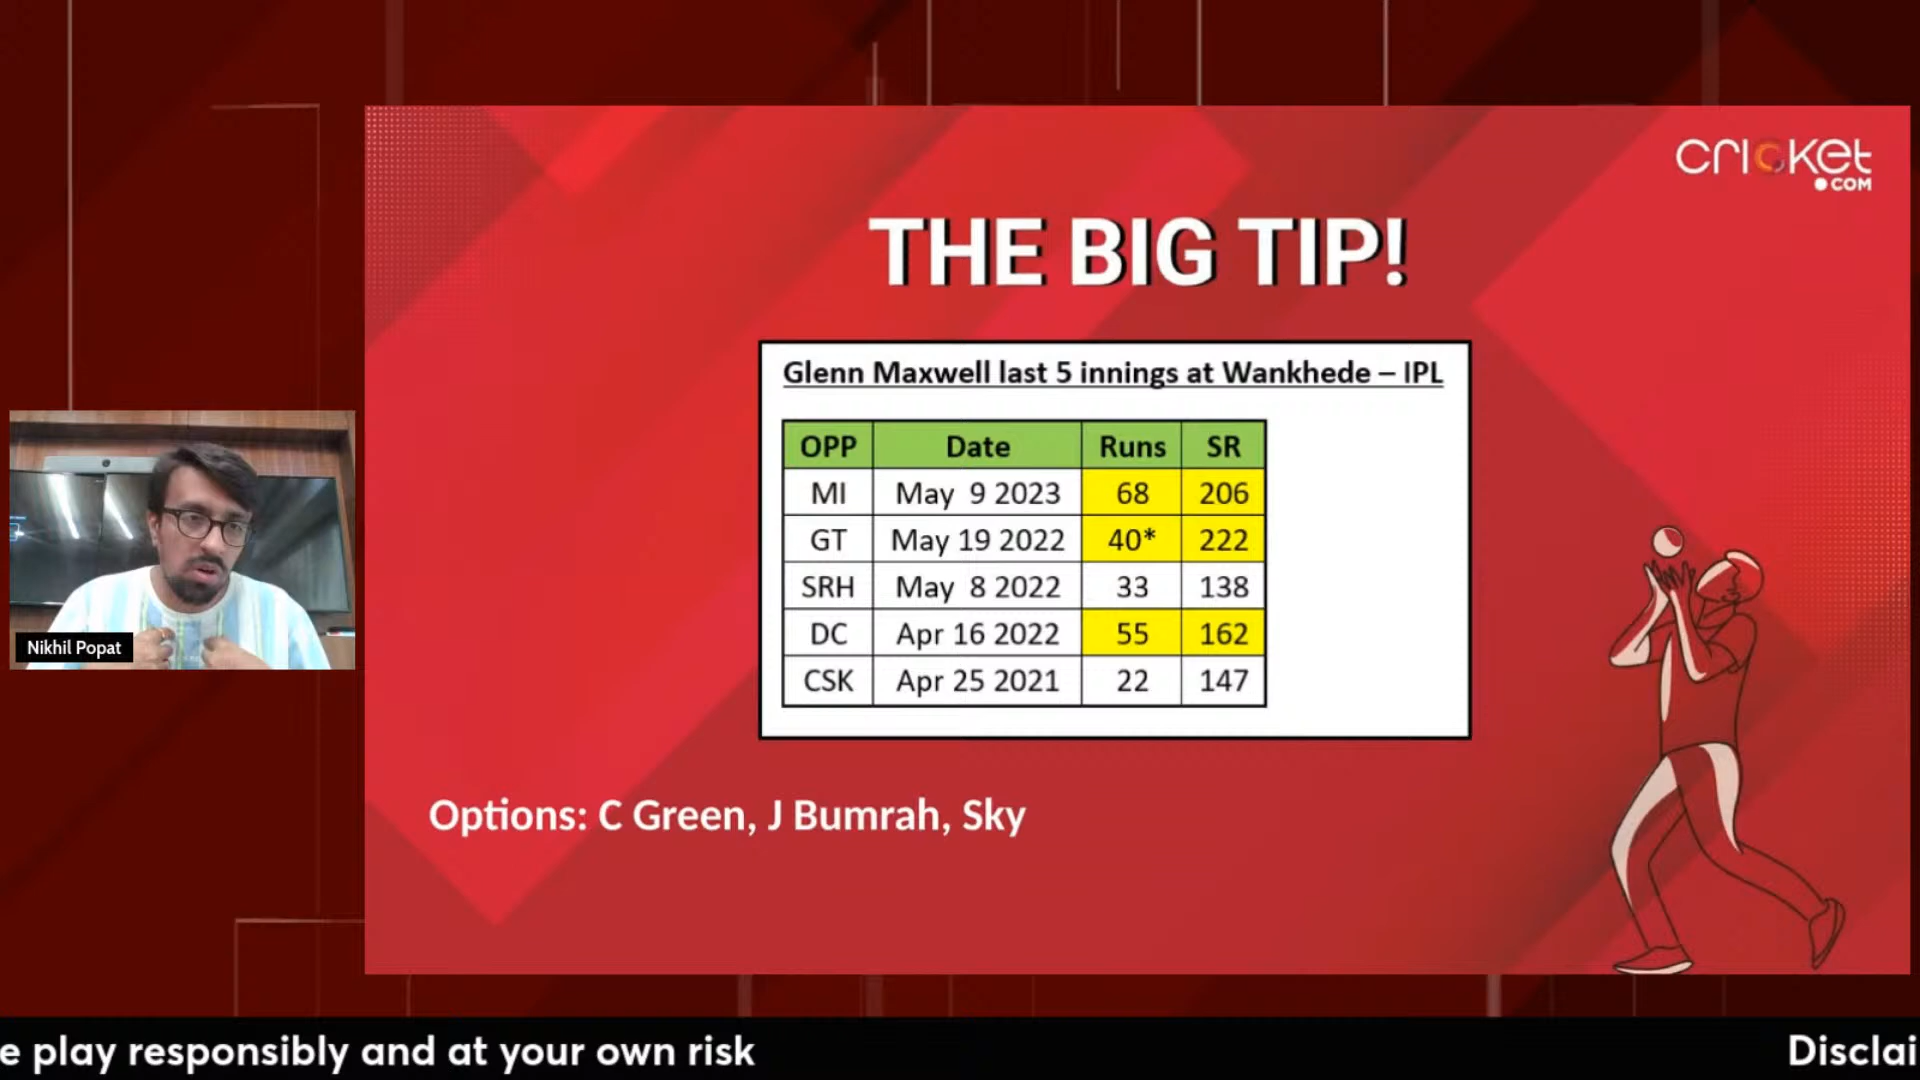 cricket
.COM
THE BIG TIP!
Glenn Maxwell last 5 innings at Wankhede – IPL
OPP Date Runs SR
MI May 9 2023 68 206
GT May 19 2022 40* 222
SRH May 8 2022 33 138
DC Apr 16 2022 55 162
CSK Apr 25 2021 22 147
Nikhil Popat
Options: C Green, J Bumrah, Sky
e play responsibly and at your own risk Disclai